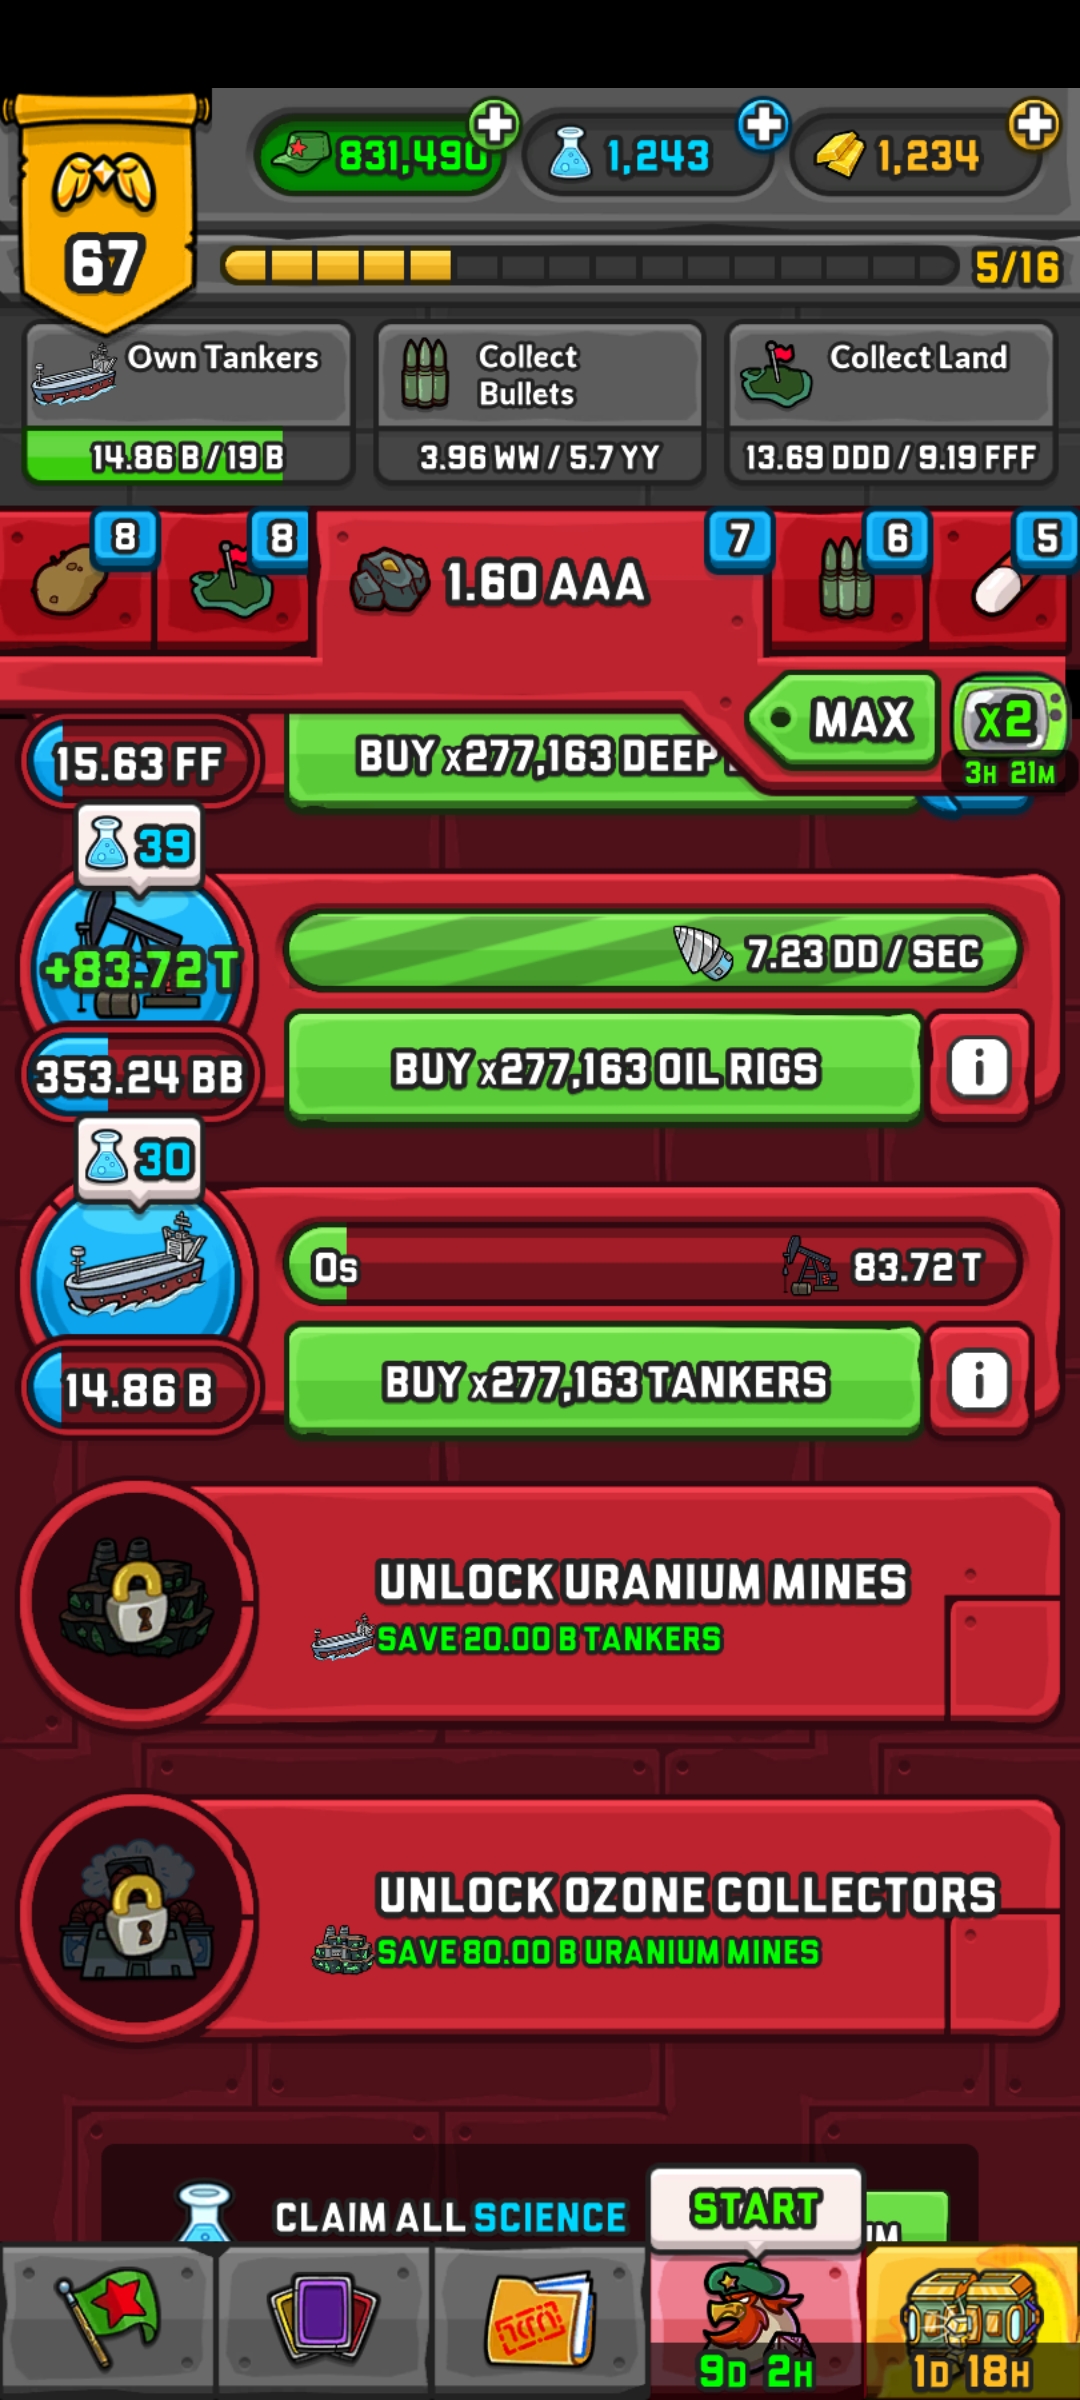 831,490
1,243
1,234
67
5/16
Own Tankers
14.86 B / 19 B
Collect
Bullets
3.96 WW / 5.7 YY
Collect Land
13.69 DDD / 9.19 FFF
8
8
1.60 AAA
7
6
5
MAX
x2
3H 21M
15.63 FF
BUY x277,163 DEEP
39
+83.72 T
7.23 DD / SEC
353.24 BB
BUY x277,163 OIL RIGS
i
30
0s
83.72 T
14.86 B
BUY x277,163 TANKERS
i
UNLOCK URANIUM MINES
SAVE 20.00 B TANKERS
UNLOCK OZONE COLLECTORS
SAVE 80.00 B URANIUM MINES
CLAIM ALL SCIENCE
START
9D 2H
1D 18H